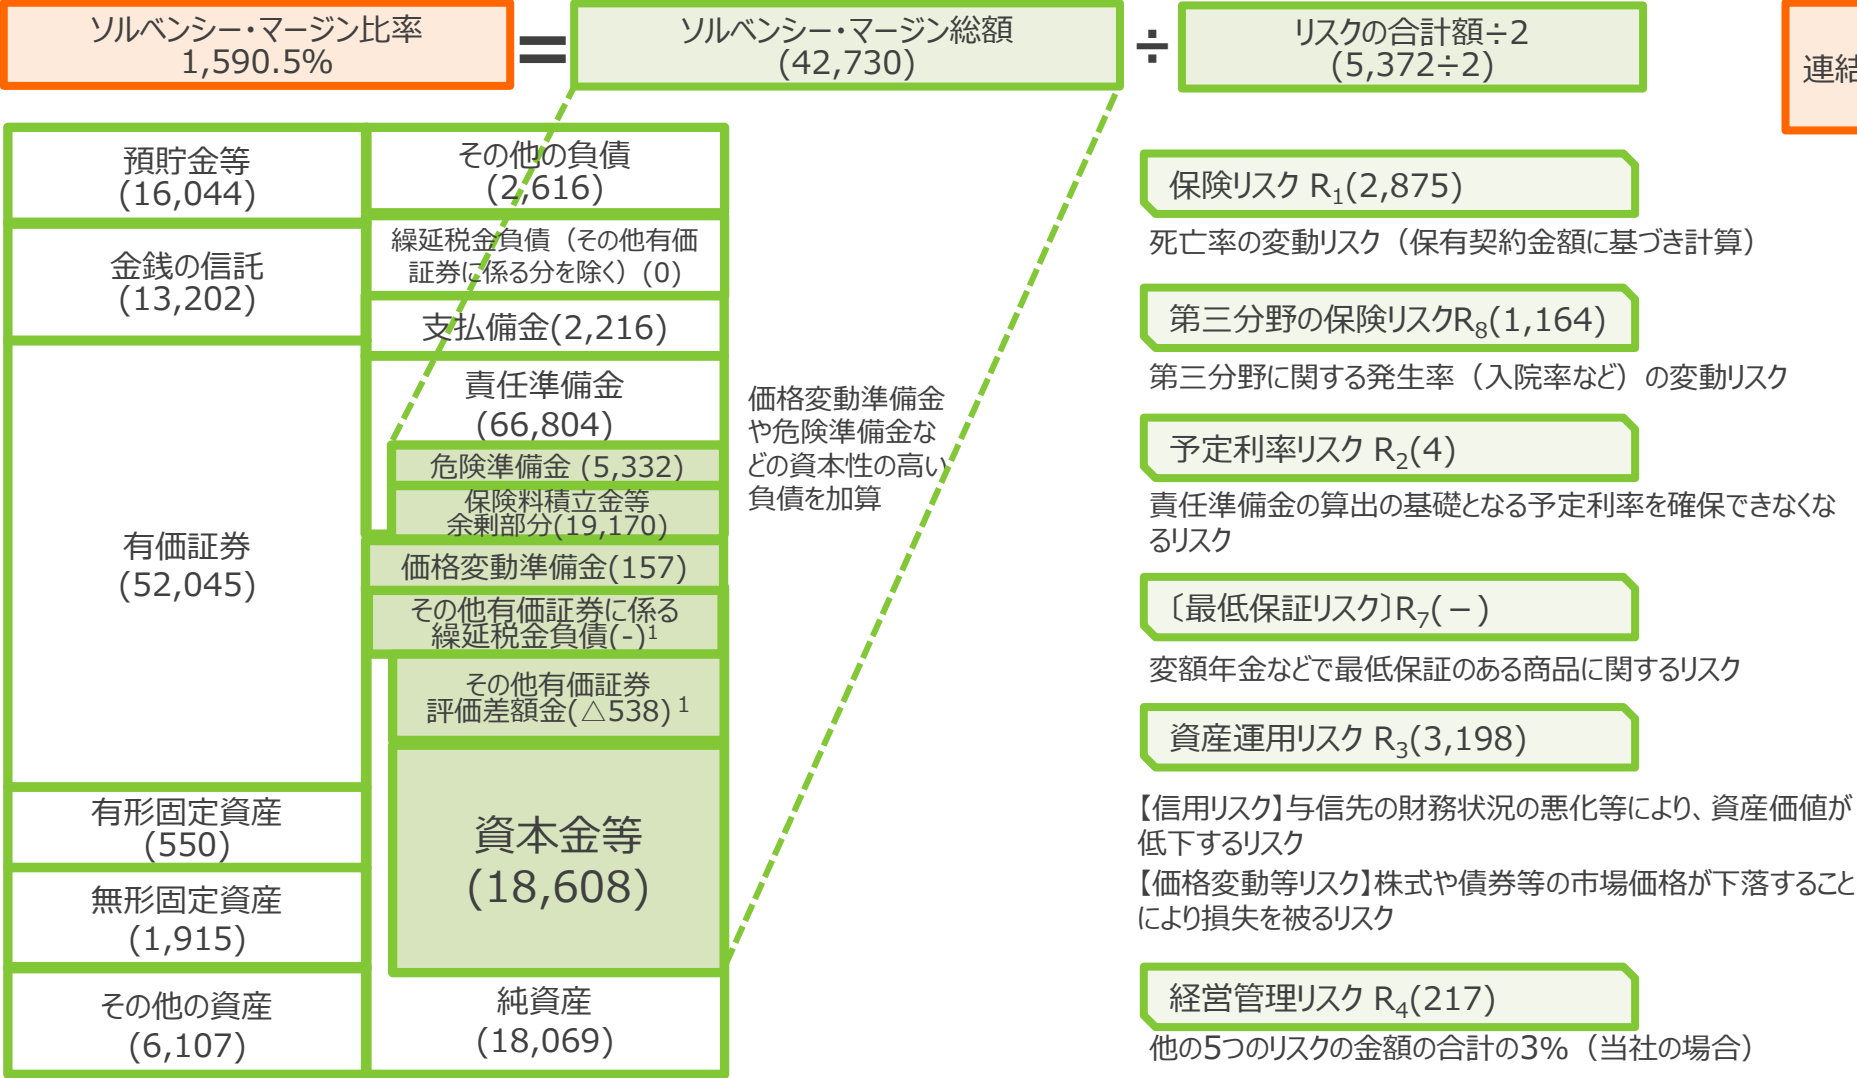 ソルベンシー・マージン比率
1,590.5%
=
ソルベンシー・マージン総額
(42,730)
÷
リスクの合計額÷2
(5,372÷2)
連結
預貯金等
(16,044)
金銭の信託
(13,202)
有価証券
(52,045)
有形固定資産
(550)
無形固定資産
(1,915)
その他の資産
(6,107)
その他の負債
(2,616)
繰延税金負債（その他有価
証券に係る分を除く）(0)
支払備金(2,216)
責任準備金
(66,804)
危険準備金 (5,332)
保険料積立金等
余剰部分(19,170)
価格変動準備金(157)
その他有価証券に係る
繰延税金負債(-)1
その他有価証券
評価差額金(△538) 1
資本金等
(18,608)
純資産
(18,069)
価格変動準備金
や危険準備金な
どの資本性の高い
負債を加算
保険リスク R1(2,875)
死亡率の変動リスク（保有契約金額に基づき計算）
第三分野の保険リスクR8(1,164)
第三分野に関する発生率（入院率など）の変動リスク
予定利率リスク R2(4)
責任準備金の算出の基礎となる予定利率を確保できなくな
るリスク
〔最低保証リスク〕R7(－)
変額年金などで最低保証のある商品に関するリスク
資産運用リスク R3(3,198)
【信用リスク】与信先の財務状況の悪化等により、資産価値が
低下するリスク
【価格変動等リスク】株式や債券等の市場価格が下落すること
により損失を被るリスク
経営管理リスク R4(217)
他の5つのリスクの金額の合計の3%（当社の場合）